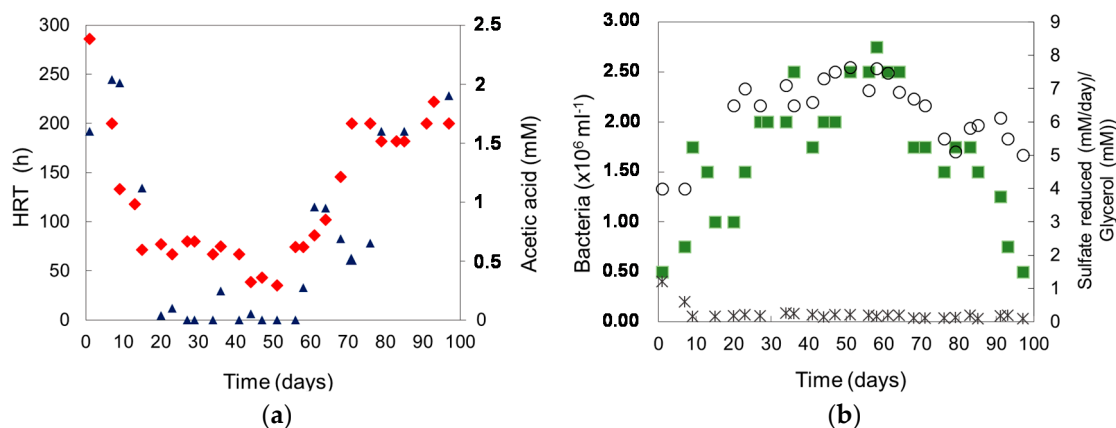 300
250
200
150
100
50
0
HRT (h)
2.5
2
1.5
1
0.5
0
Acetic acid (mM)
0 10 20 30 40 50 60 70 80 90 100
Time (days)
(a)
3.00
2.50
2.00
1.50
1.00
0.50
0.00
Bacteria (x10⁶ ml⁻¹)
9
8
7
6
5
4
3
2
1
0
Sulfate reduced (mM/day)/
Glycerol (mM))
0 10 20 30 40 50 60 70 80 90 100
Time (days)
(b)